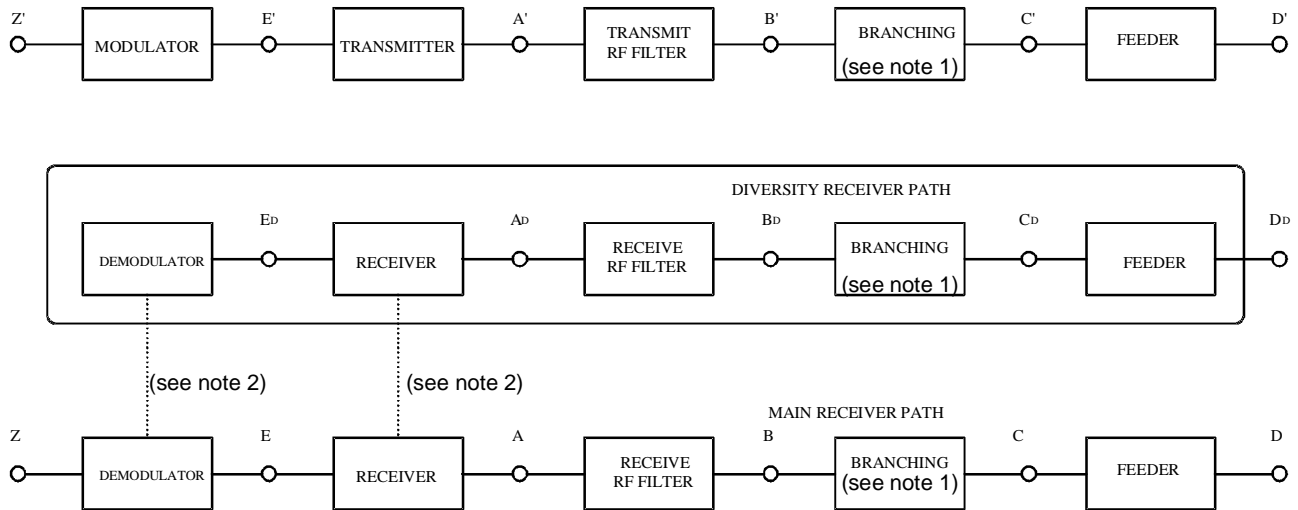 Z' E' A' B' C' D'
MODULATOR TRANSMITTER TRANSMIT RF FILTER BRANCHING (see note 1) FEEDER
DIVERSITY RECEIVER PATH
ED AD BD CD DD
DEMODULATOR RECEIVER RECEIVE RF FILTER BRANCHING (see note 1) FEEDER
(see note 2) (see note 2)
MAIN RECEIVER PATH
Z E A B C D
DEMODULATOR RECEIVER RECEIVE RF FILTER BRANCHING (see note 1) FEEDER